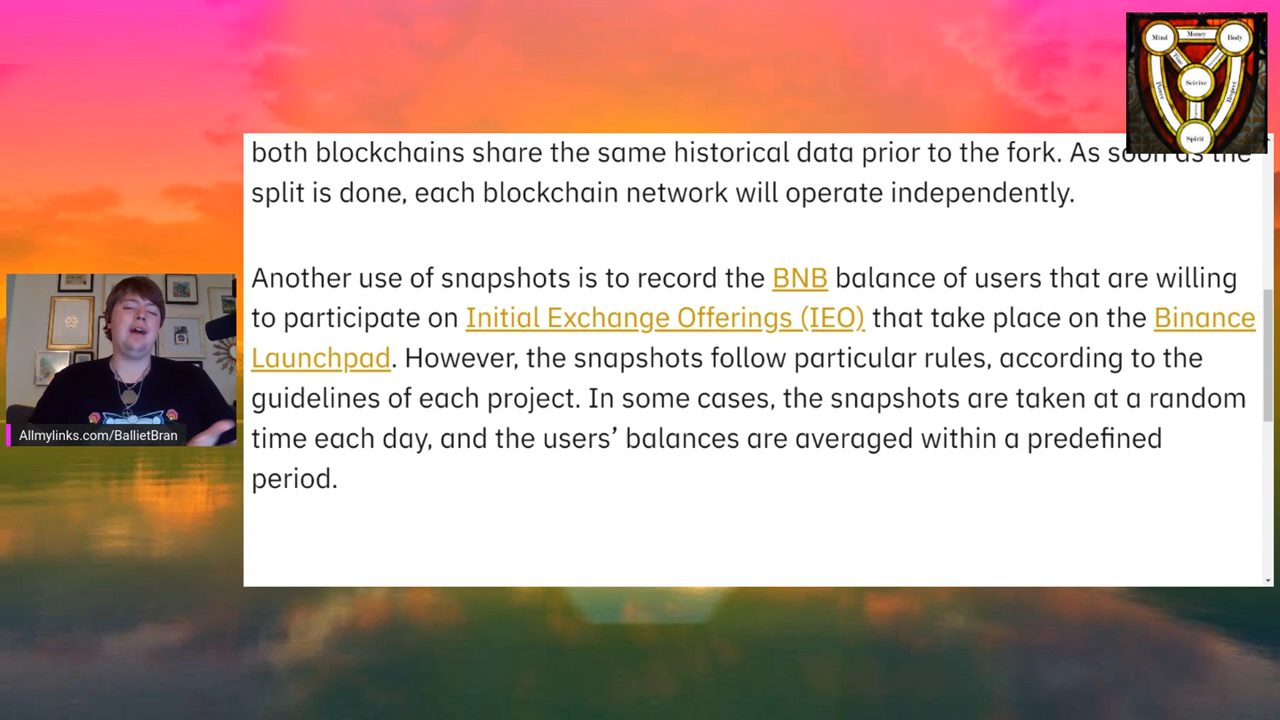 Mind
Money
Body
Scivive
Power
Respect
Spirit
both blockchains share the same historical data prior to the fork. As soon as the
split is done, each blockchain network will operate independently.
Another use of snapshots is to record the BNB balance of users that are willing
to participate on Initial Exchange Offerings (IEO) that take place on the Binance
Launchpad. However, the snapshots follow particular rules, according to the
guidelines of each project. In some cases, the snapshots are taken at a random
time each day, and the users’ balances are averaged within a predefined
period.
Allmylinks.com/BallietBran